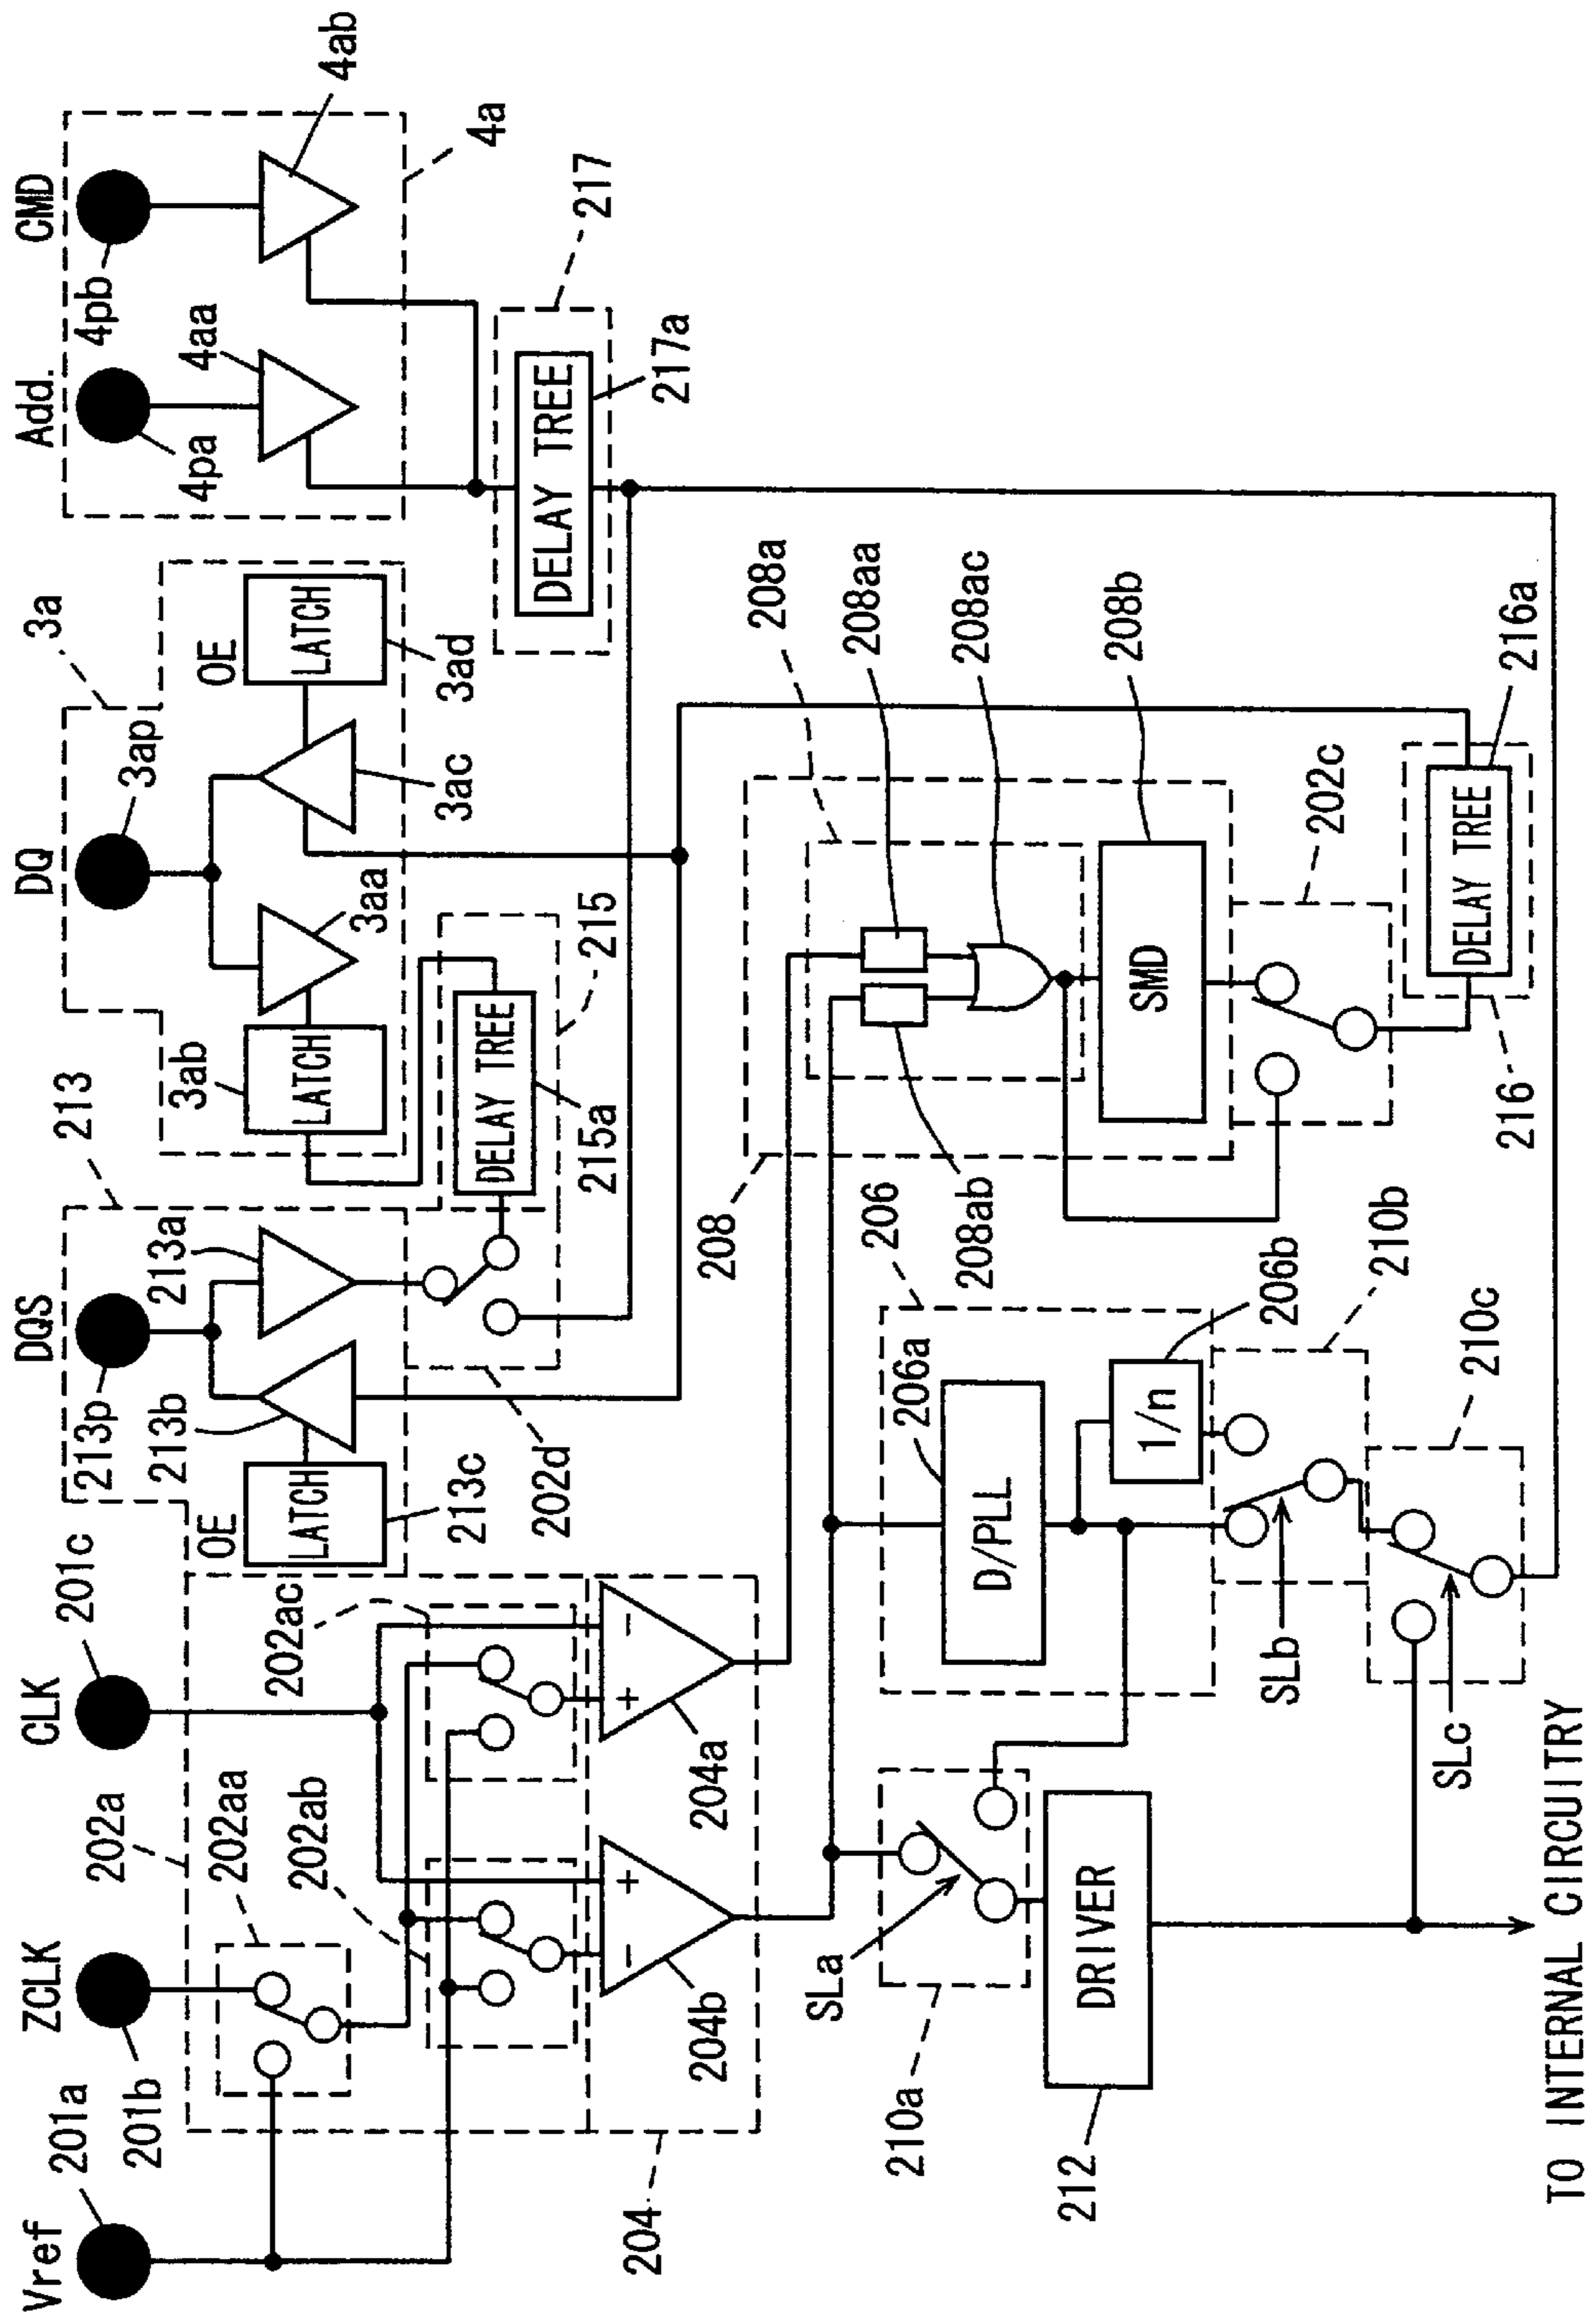 Vref
ZCLK
CLK
DQS
DQ
Add.
CMD
201a
201b
201c
213p
213
3ap
3a
4pa
4pb
202a
202aa
202ab
202ac
OE
LATCH
213c
213b
213a
3ab
LATCH
3aa
3ac
OE
LATCH
3ad
4aa
4ab
4a
202d
DELAY TREE
215a
215
DELAY TREE
217a
217
204
− +
204b
+ −
204a
SLa
210a
DRIVER
212
206
206a
D/PLL
206b
1/n
210b
SLb
210c
SLc
208
208a
208aa
208ab
208ac
208b
SMD
202c
216
DELAY TREE
216a
TO INTERNAL CIRCUITRY